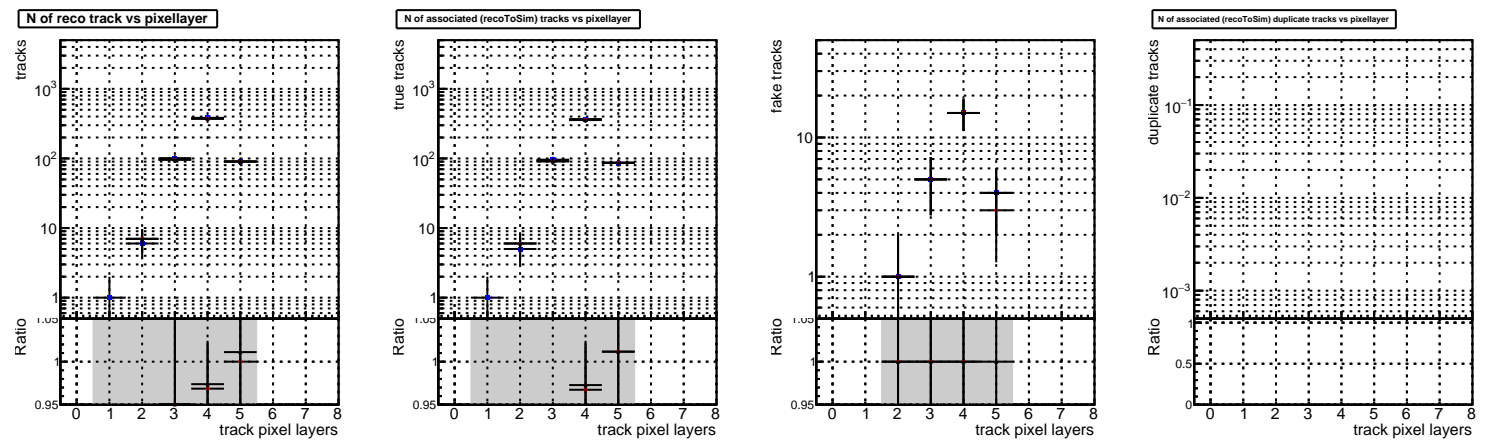 N of reco track vs pixellayer
tracks
10³
10²
10
1
Ratio
1.05
1
0.95
0 1 2 3 4 5 6 7 8
track pixel layers
N of associated (recoToSim) tracks vs pixellayer
true tracks
10³
10²
10
1
Ratio
1.05
1
0.95
0 1 2 3 4 5 6 7 8
track pixel layers
fake tracks
10
1
Ratio
1.05
1
0.95
0 1 2 3 4 5 6 7 8
track pixel layers
N of associated (recoToSim) duplicate tracks vs pixellayer
duplicate tracks
10⁻¹
10⁻²
10⁻³
Ratio
1
0.5
0
0 1 2 3 4 5 6 7 8
track pixel layers